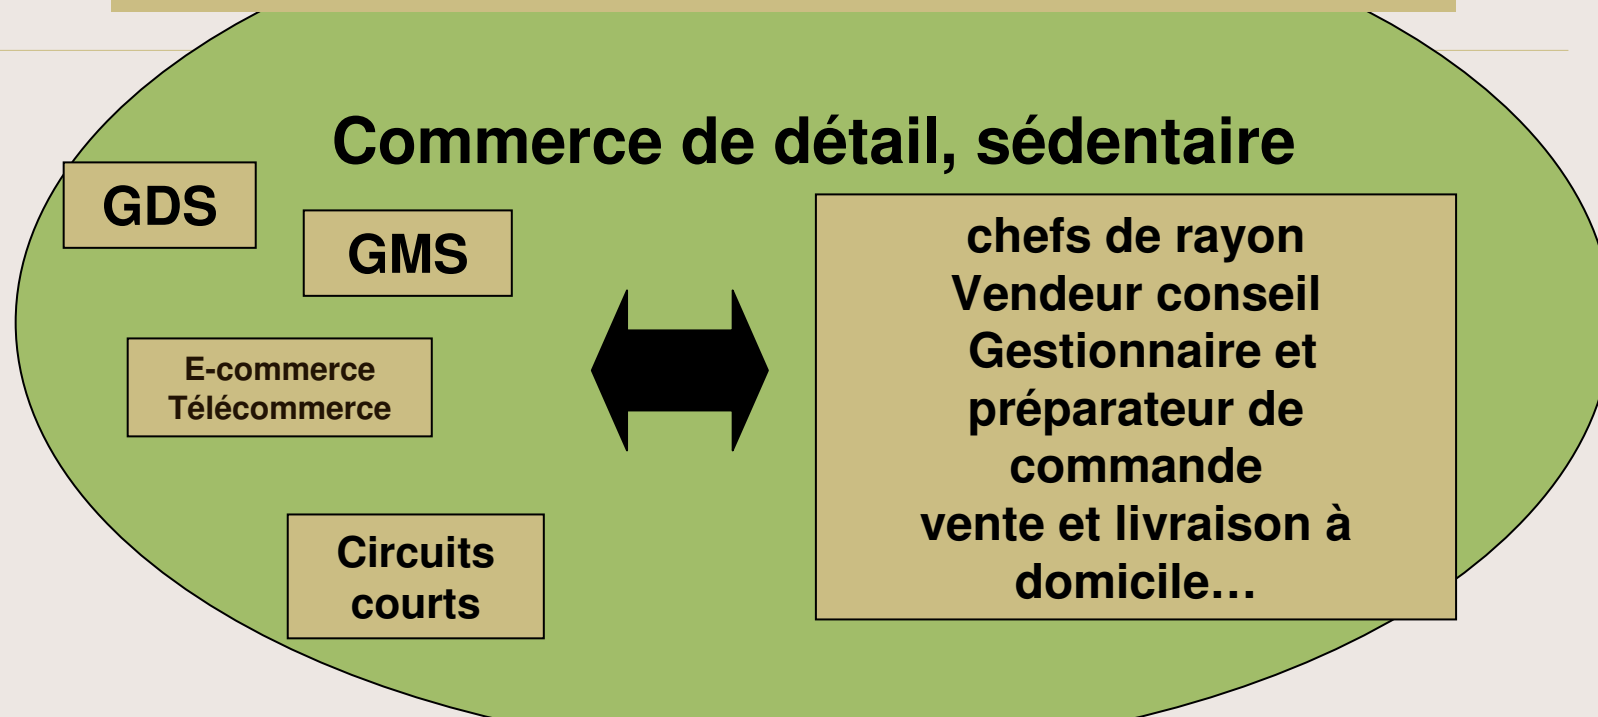 Commerce de détail, sédentaire
GDS
GMS
E-commerce
Télécommerce
Circuits
courts
chefs de rayon
Vendeur conseil
Gestionnaire et
préparateur de
commande
vente et livraison à
domicile…